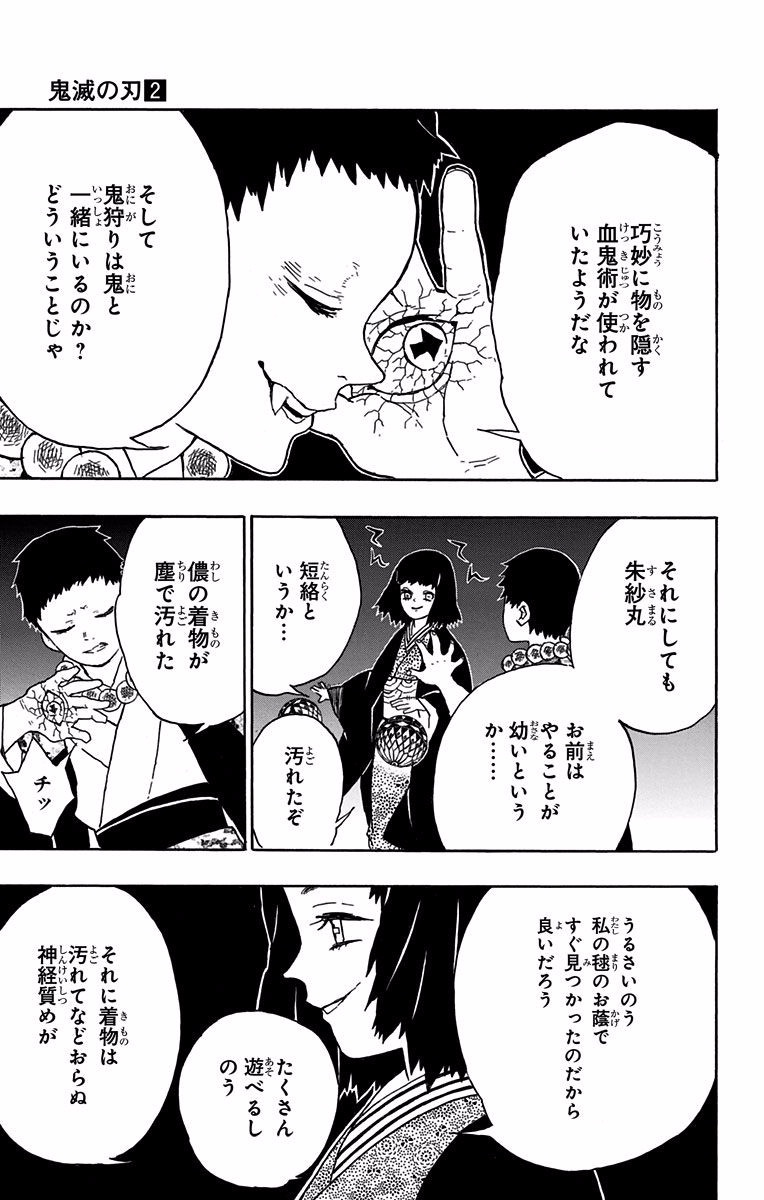 鬼滅の刃2
巧妙に物を隠す
血鬼術が使われて
いたようだな
そして
鬼狩りは鬼と
一緒にいるのか?
どういうことじゃ
それにしても
朱紗丸
お前は
やることが
幼いという
か………
短絡と
いうか…
汚れたぞ
儂の着物が
塵で汚れた
チッ
うるさいのう
私の毬のお蔭で
すぐ見つかったのだから
良いだろう
たくさん
遊べるし
のう
それに着物は
汚れてなどおらぬ
神経質めが